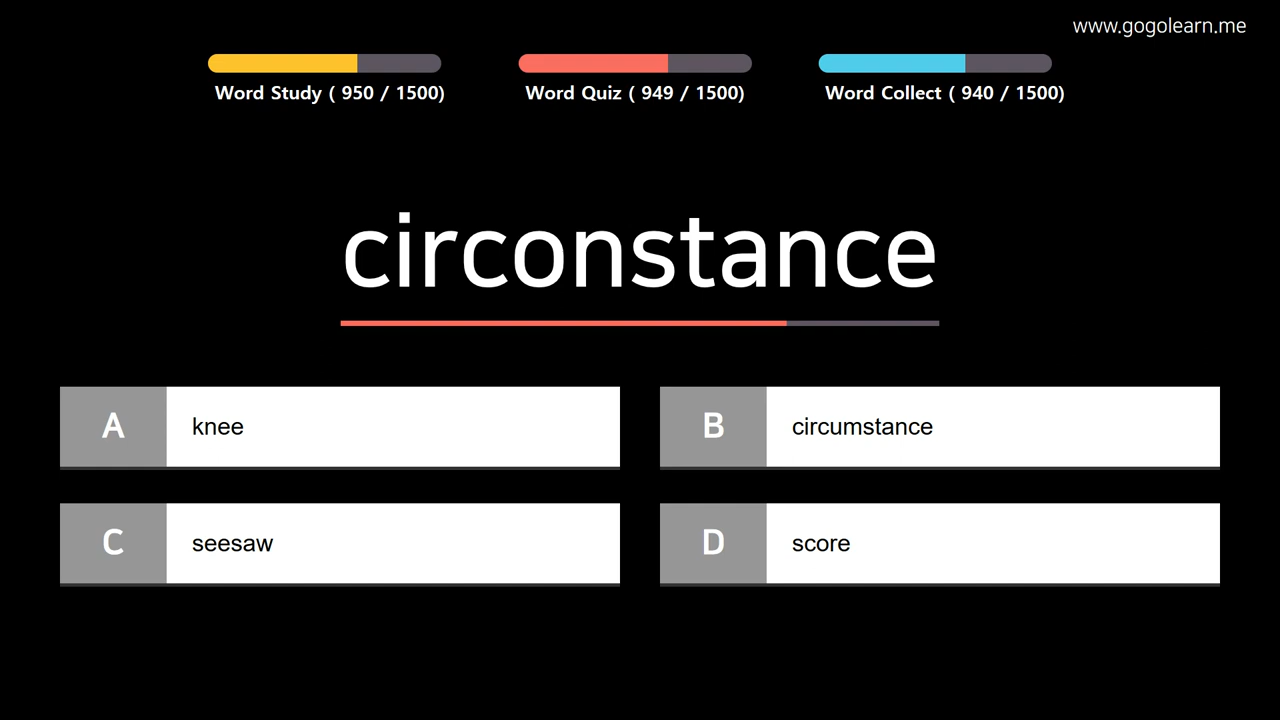 www.gogolearn.me
Word Study ( 950 / 1500)
Word Quiz ( 949 / 1500)
Word Collect ( 940 / 1500)
circonstance
A knee
B circumstance
C seesaw
D score